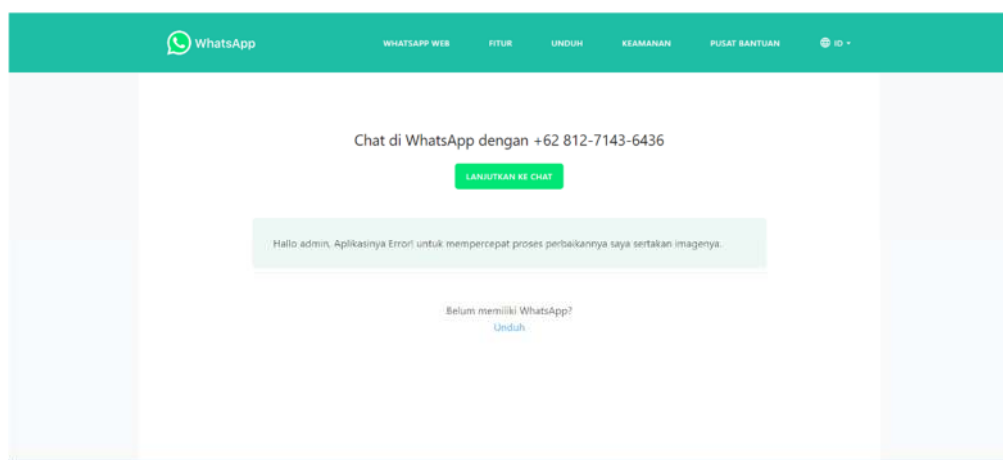 WhatsApp
WHATSAPP WEB FITUR UNDUH KEAMANAN PUSAT BANTUAN ID
Chat di WhatsApp dengan +62 812-7143-6436
LANJUTKAN KE CHAT
Hallo admin, Aplikasinya Error! untuk mempercepat proses perbaikannya saya sertakan imagenya.
Belum memiliki WhatsApp?
Unduh